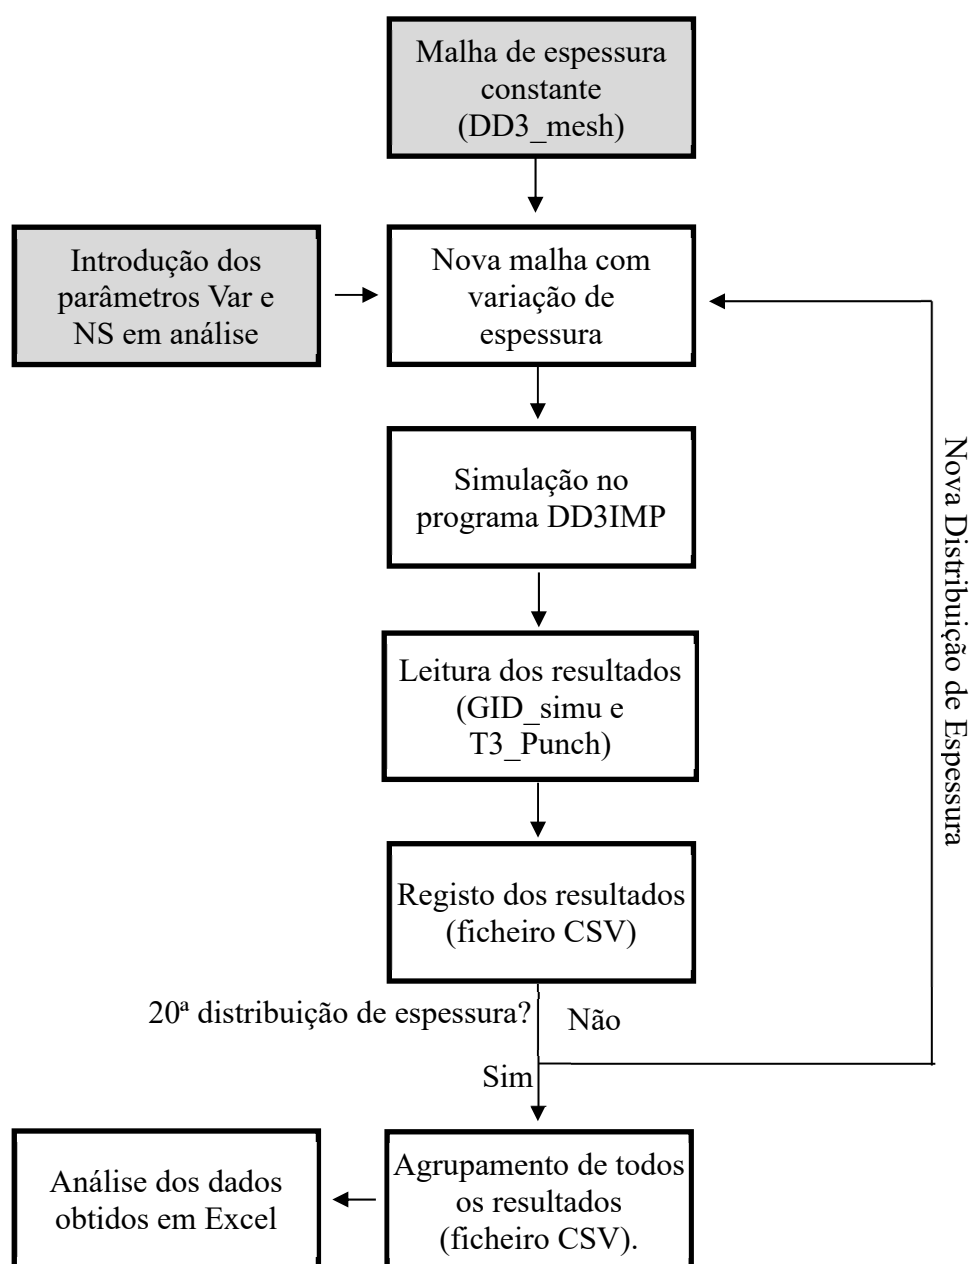 Malha de espessura
constante
(DD3_mesh)
Introdução dos
parâmetros Var e
NS em análise
Nova malha com
variação de
espessura
Simulação no
programa DD3IMP
Leitura dos resultados
(GID_simu e
T3_Punch)
Registo dos resultados
(ficheiro CSV)
20ª distribuição de espessura?
Não
Sim
Nova Distribuição de Espessura
Agrupamento de todos
os resultados
(ficheiro CSV).
Análise dos dados
obtidos em Excel